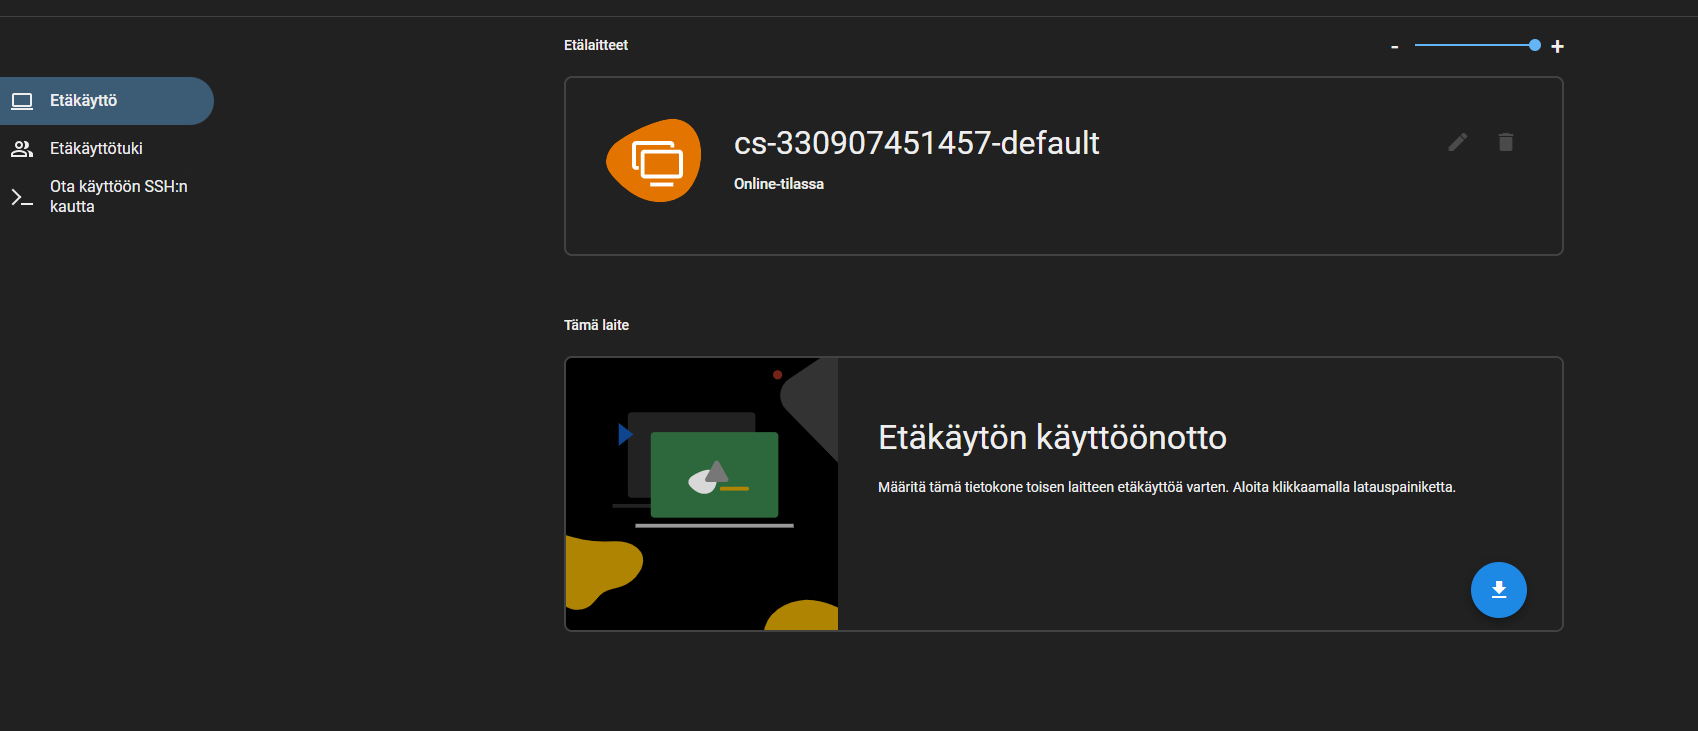 Etälaitteet
- +
Etäkäyttö
Etäkäyttötuki
Ota käyttöön SSH:n
kautta
cs-330907451457-default
Online-tilassa
Tämä laite
Etäkäytön käyttöönotto
Määritä tämä tietokone toisen laitteen etäkäyttöä varten. Aloita klikkaamalla latauspainiketta.